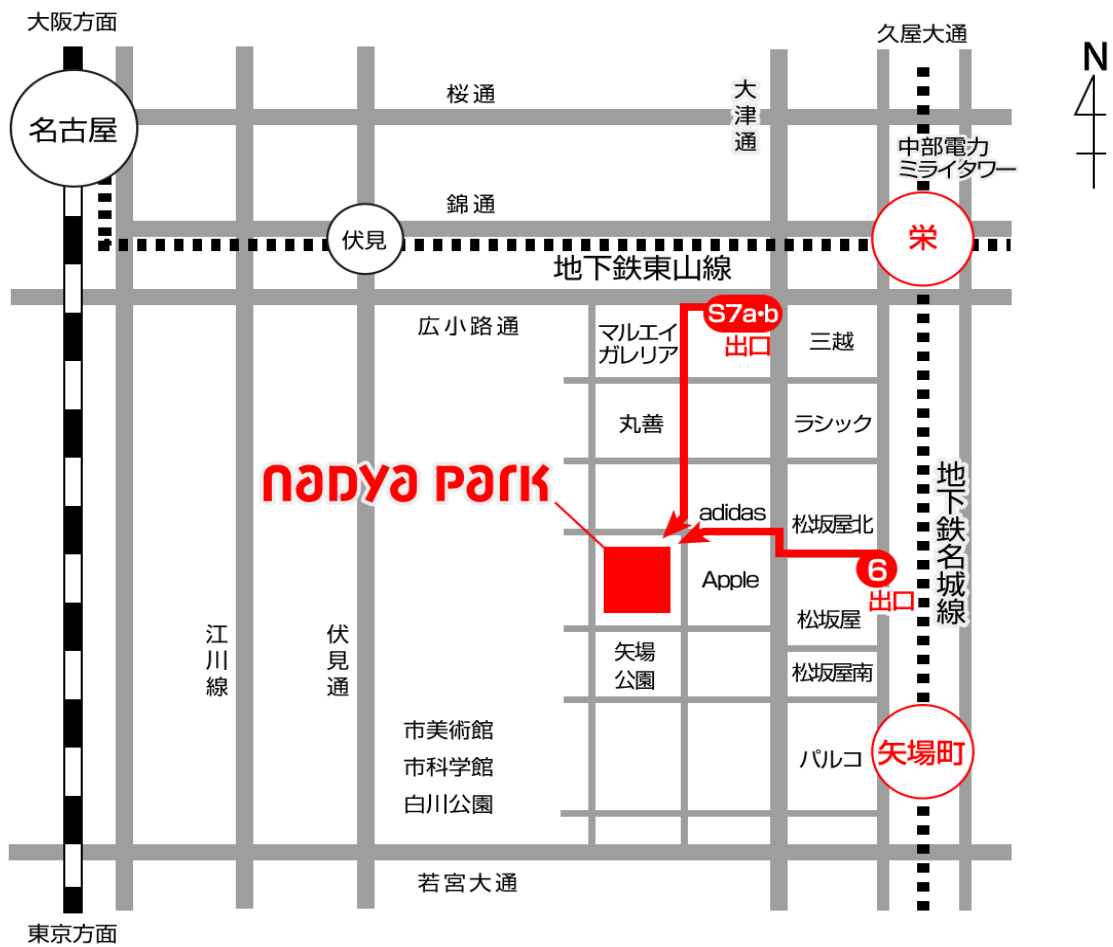 大阪方面
久屋大通
N
名古屋
桜通
大津通
中部電力
ミライタワー
錦通
伏見
栄
地下鉄東山線
広小路通
S7a・b
出口
マルエイ
ガレリア
三越
丸善
ラシック
NADYA PARK
adidas
松坂屋北
地下鉄名城線
6
出口
Apple
松坂屋
江川線
伏見通
矢場
公園
松坂屋南
市美術館
市科学館
白川公園
パルコ
矢場町
若宮大通
東京方面